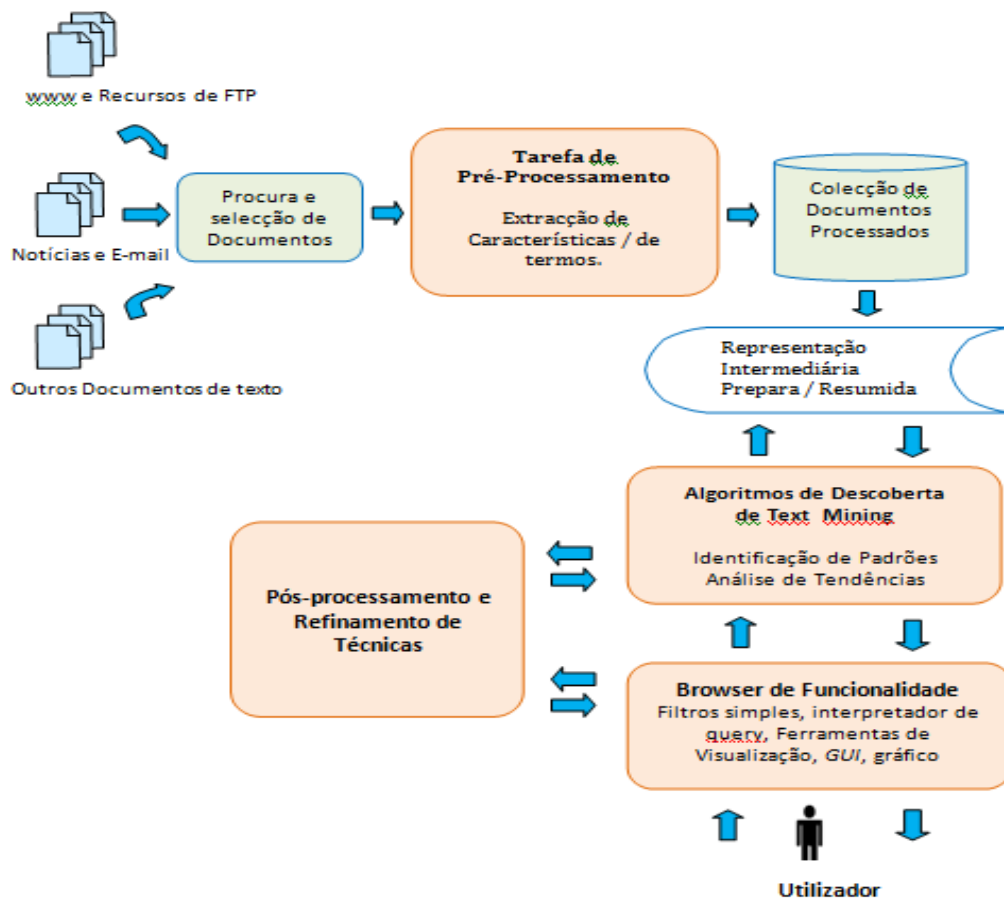 www e Recursos de FTP
Notícias e E-mail
Outros Documentos de texto
Procura e
selecção de
Documentos
Tarefa de
Pré-Processamento
Extracção de
Características / de
termos.
Colecção de
Documentos
Processados
Representação
Intermediária
Prepara / Resumida
Algoritmos de Descoberta
de Text Mining
Identificação de Padrões
Análise de Tendências
Pós-processamento e
Refinamento de
Técnicas
Browser de Funcionalidade
Filtros simples, interpretador de
query, Ferramentas de
Visualização, GUI, gráfico
Utilizador